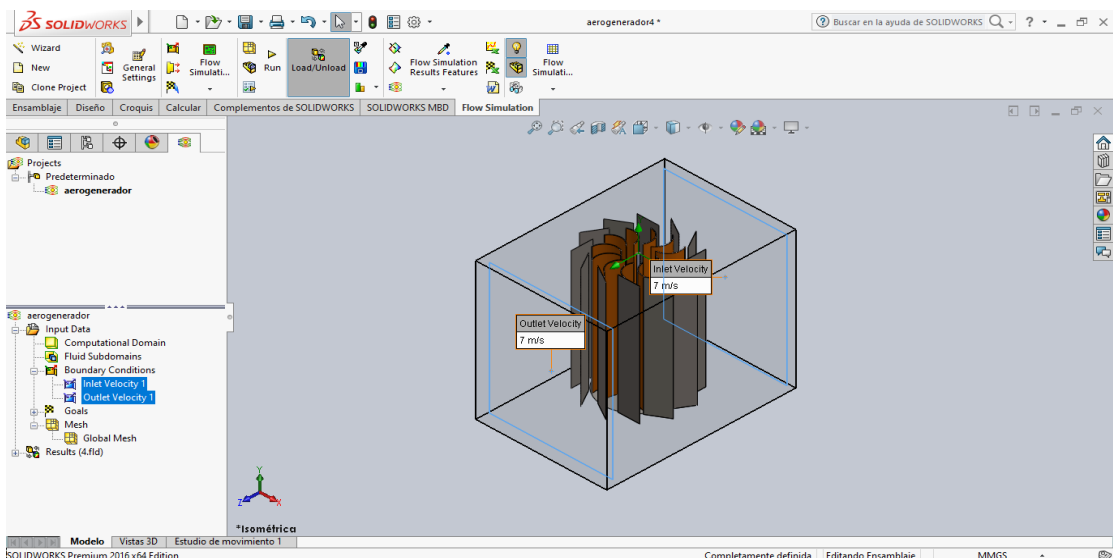 SOLIDWORKS
aerogenerador4 *
Buscar en la ayuda de SOLIDWORKS
?
Wizard
New
Clone Project
General Settings
Flow Simulati...
Run
Load/Unload
Flow Simulation Results Features
Flow Simulati...
Ensamblaje Diseño Croquis Calcular Complementos de SOLIDWORKS SOLIDWORKS MBD Flow Simulation
Projects
Predeterminado
aerogenerador
aerogenerador
Input Data
Computational Domain
Fluid Subdomains
Boundary Conditions
Inlet Velocity 1
Outlet Velocity 1
Goals
Mesh
Global Mesh
Results (4.fld)
Inlet Velocity
7 m/s
Outlet Velocity
7 m/s
Y
Z X
*Isométrica
Modelo Vistas 3D Estudio de movimiento 1
SOLIDWORKS Premium 2016 x64 Edition Completamente definida Editando Ensamblaje MMGS